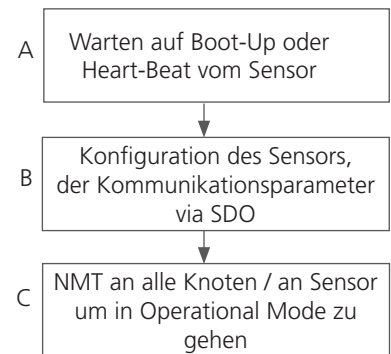 A
Warten auf Boot-Up oder
Heart-Beat vom Sensor
B
Konfiguration des Sensors,
der Kommunikationsparameter
via SDO
C
NMT an alle Knoten / an Sensor
um in Operational Mode zu
gehen